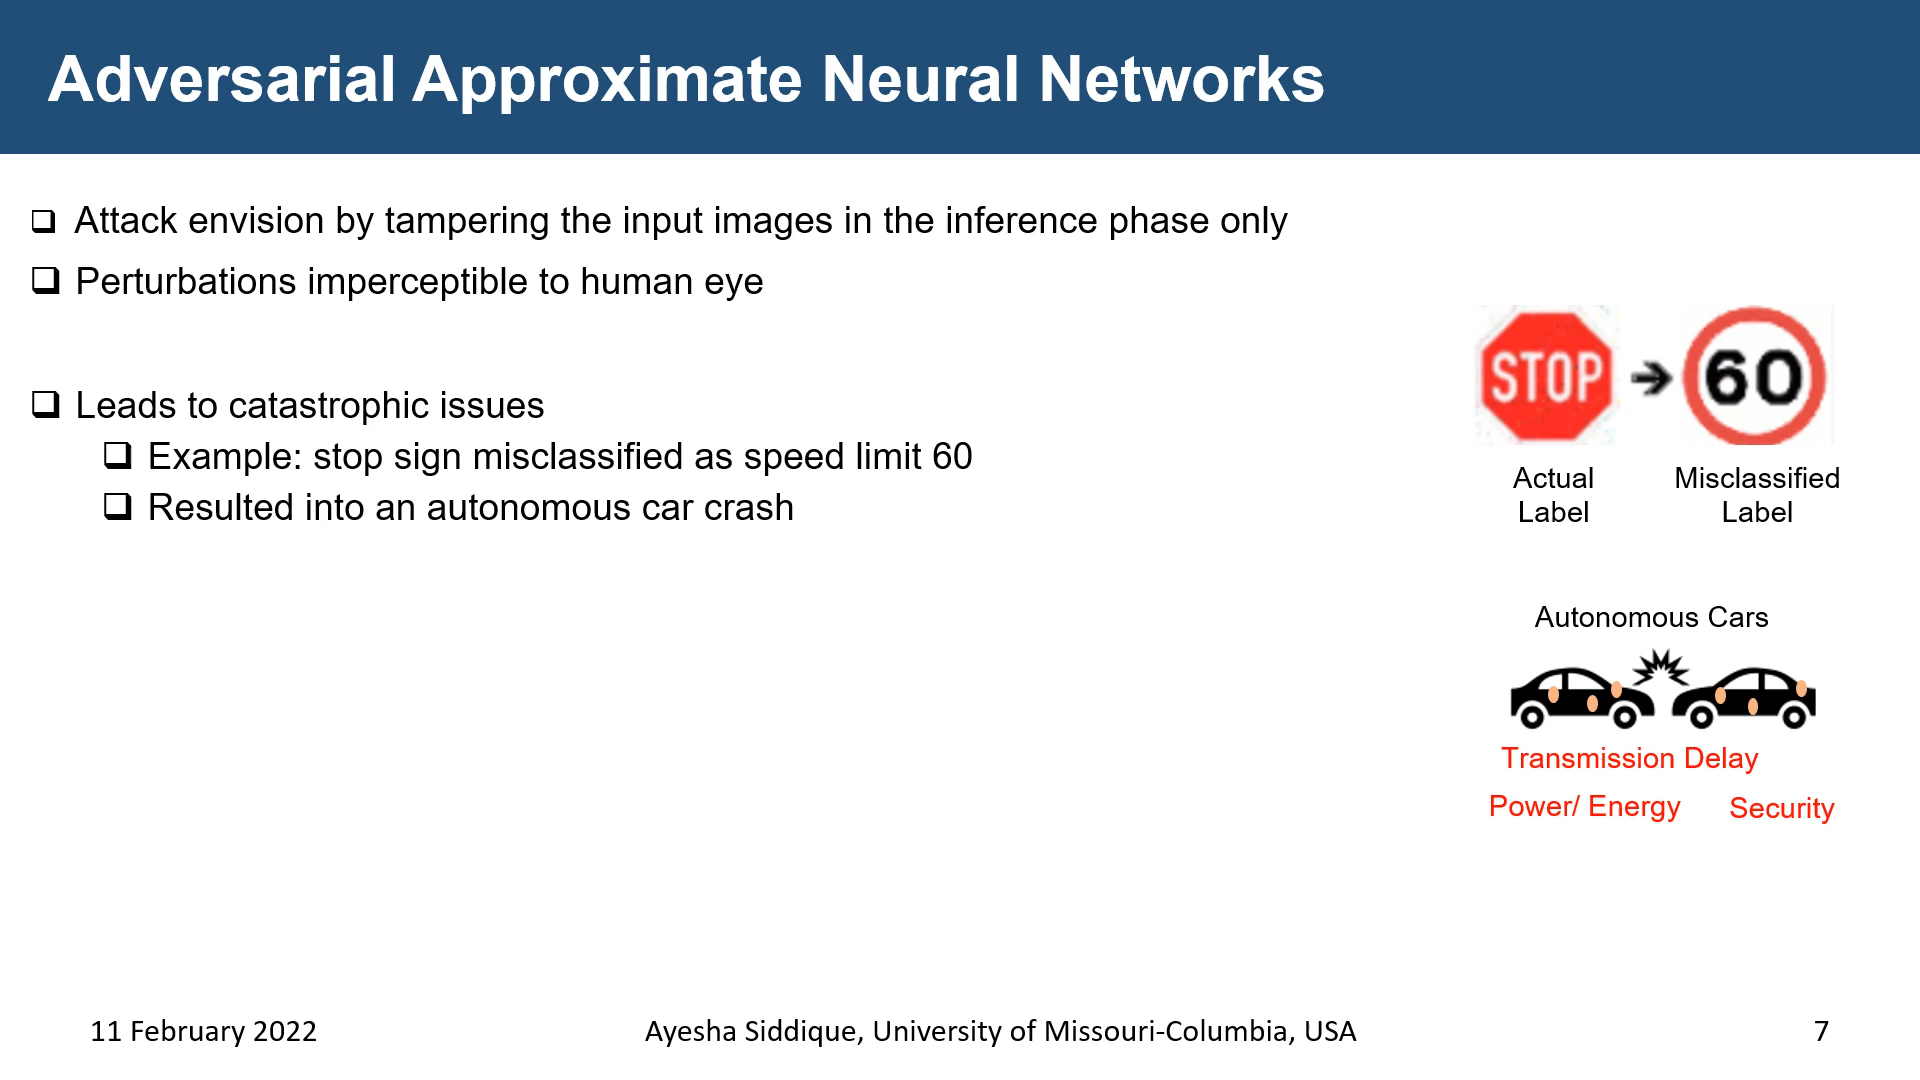 Adversarial Approximate Neural Networks
Attack envision by tampering the input images in the inference phase only
Perturbations imperceptible to human eye
Leads to catastrophic issues
Example: stop sign misclassified as speed limit 60
Resulted into an autonomous car crash
STOP
60
Actual
Label
Misclassified
Label
Autonomous Cars
Transmission Delay
Power/ Energy
Security
11 February 2022
Ayesha Siddique, University of Missouri-Columbia, USA
7